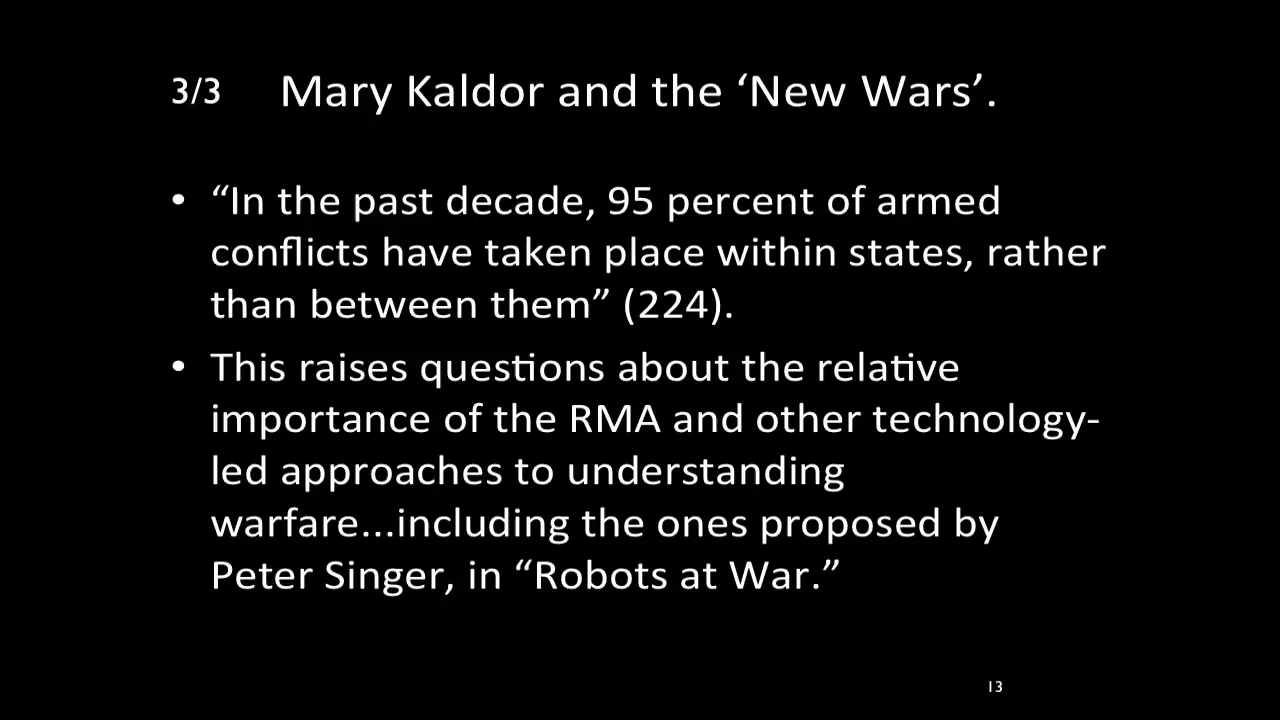 3/3 Mary Kaldor and the ‘New Wars’.
• “In the past decade, 95 percent of armed
conflicts have taken place within states, rather
than between them” (224).
• This raises questions about the relative
importance of the RMA and other technology-
led approaches to understanding
warfare...including the ones proposed by
Peter Singer, in “Robots at War.”
13